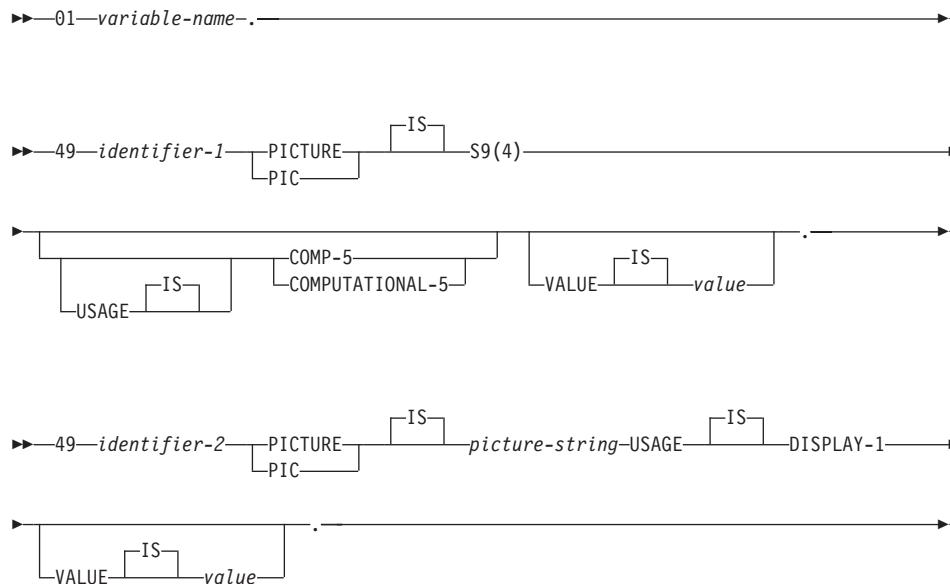 01 variable-name .
IS
49 identifier-1 PICTURE S9(4)
PIC
COMP-5 .
IS IS
COMPUTATIONAL-5 VALUE value
USAGE
IS IS
49 identifier-2 PICTURE picture-string USAGE DISPLAY-1
PIC
.
IS
VALUE value